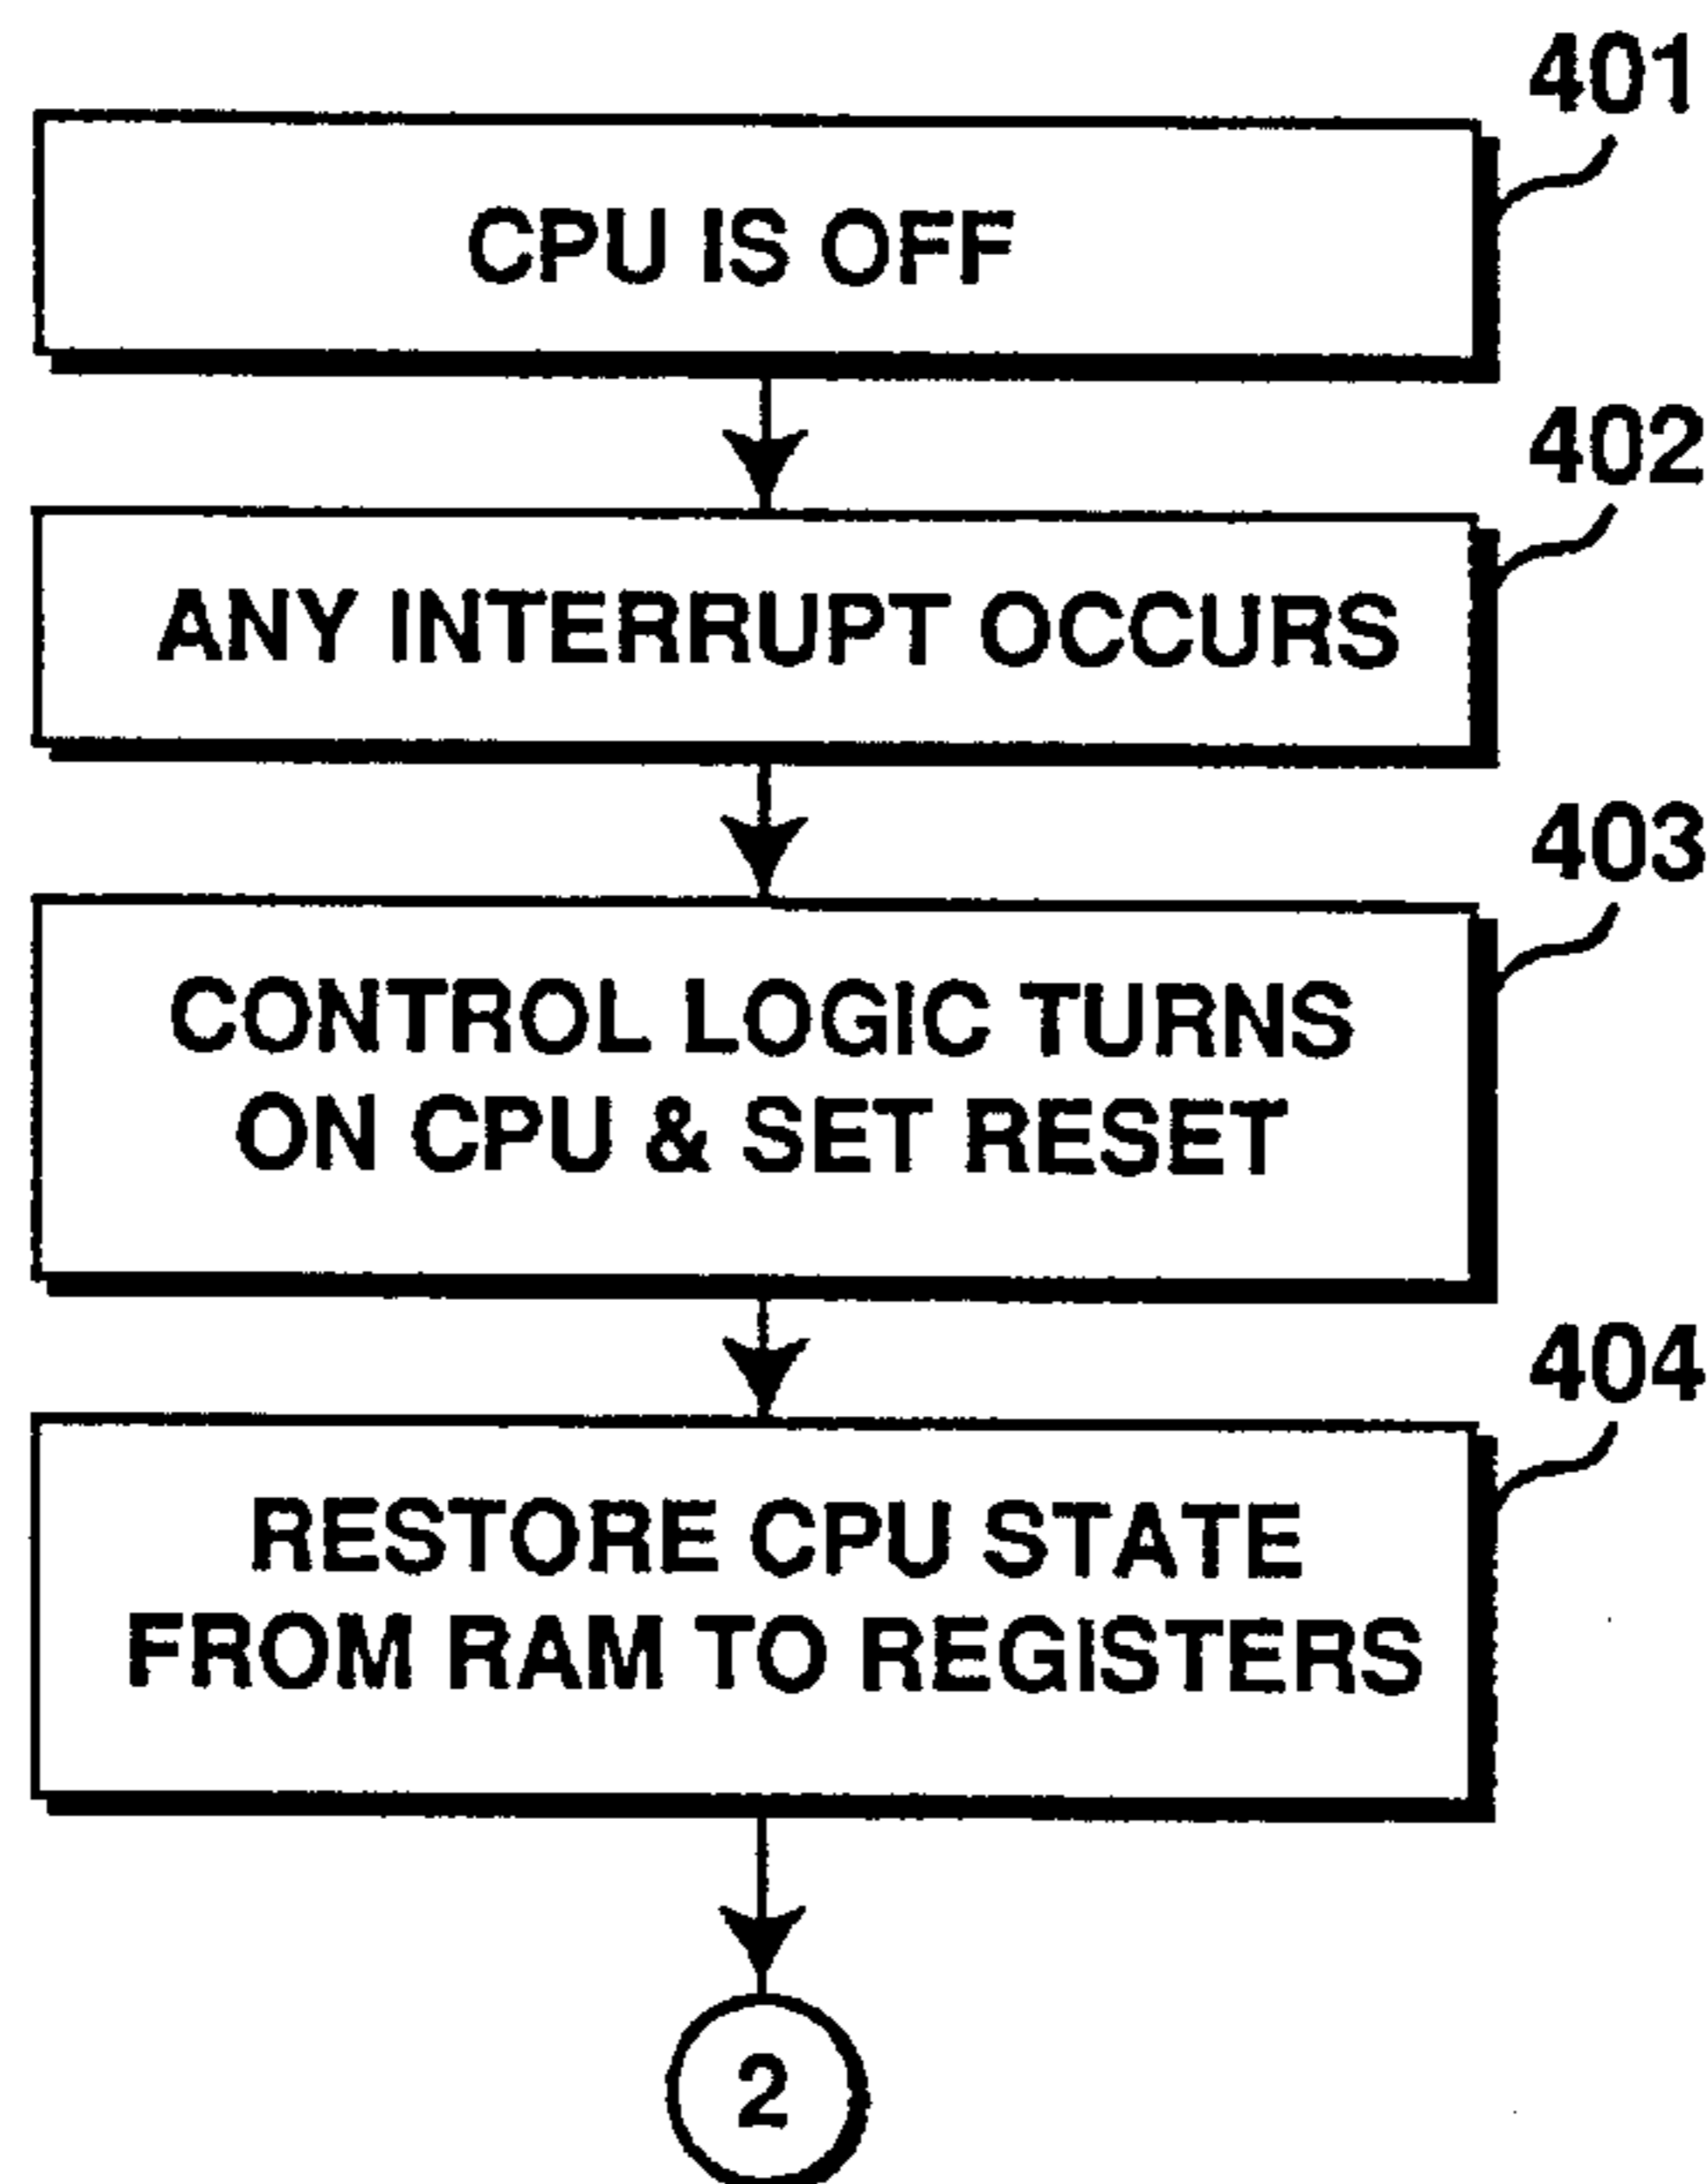 401
CPU IS OFF
402
ANY INTERRUPT OCCURS
403
CONTROL LOGIC TURNS
ON CPU & SET RESET
404
RESTORE CPU STATE
FROM RAM TO REGISTERS
2